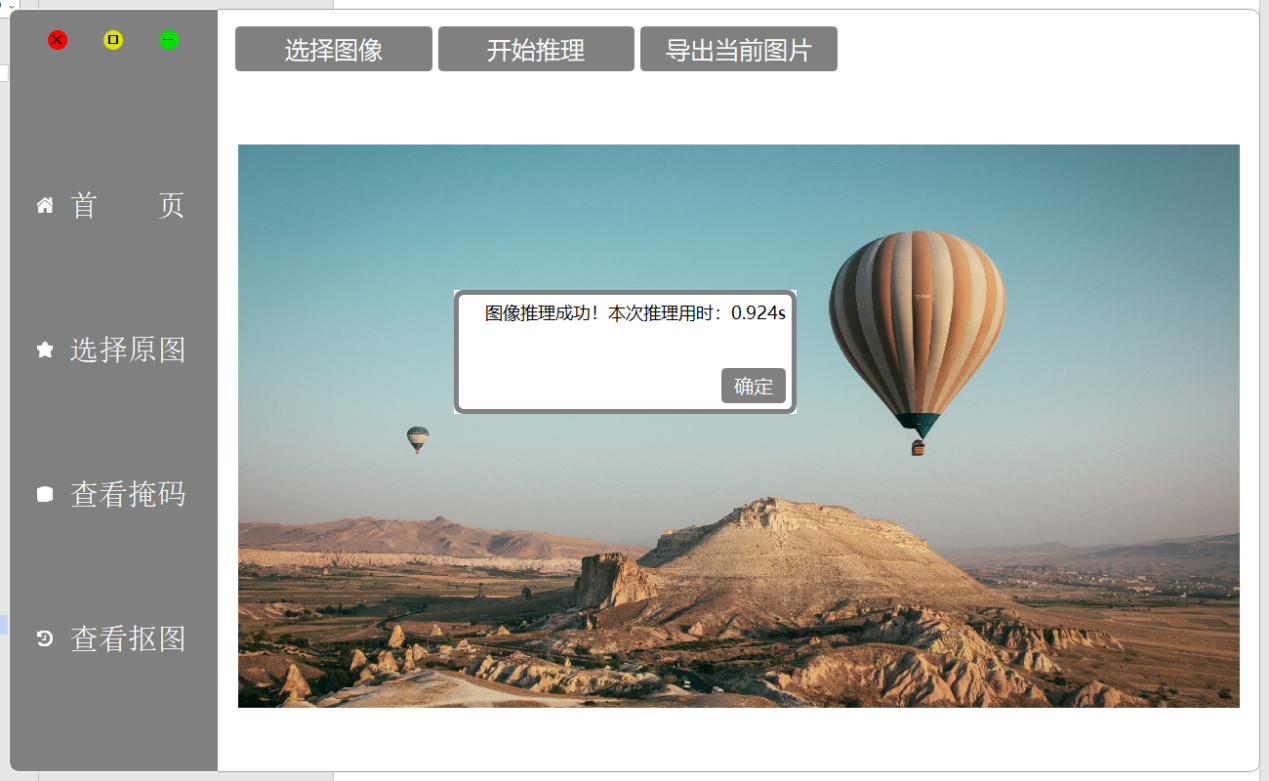 选择图像
开始推理
导出当前图片
首 页
选择原图
查看掩码
查看抠图
图像推理成功！本次推理用时：0.924s
确定